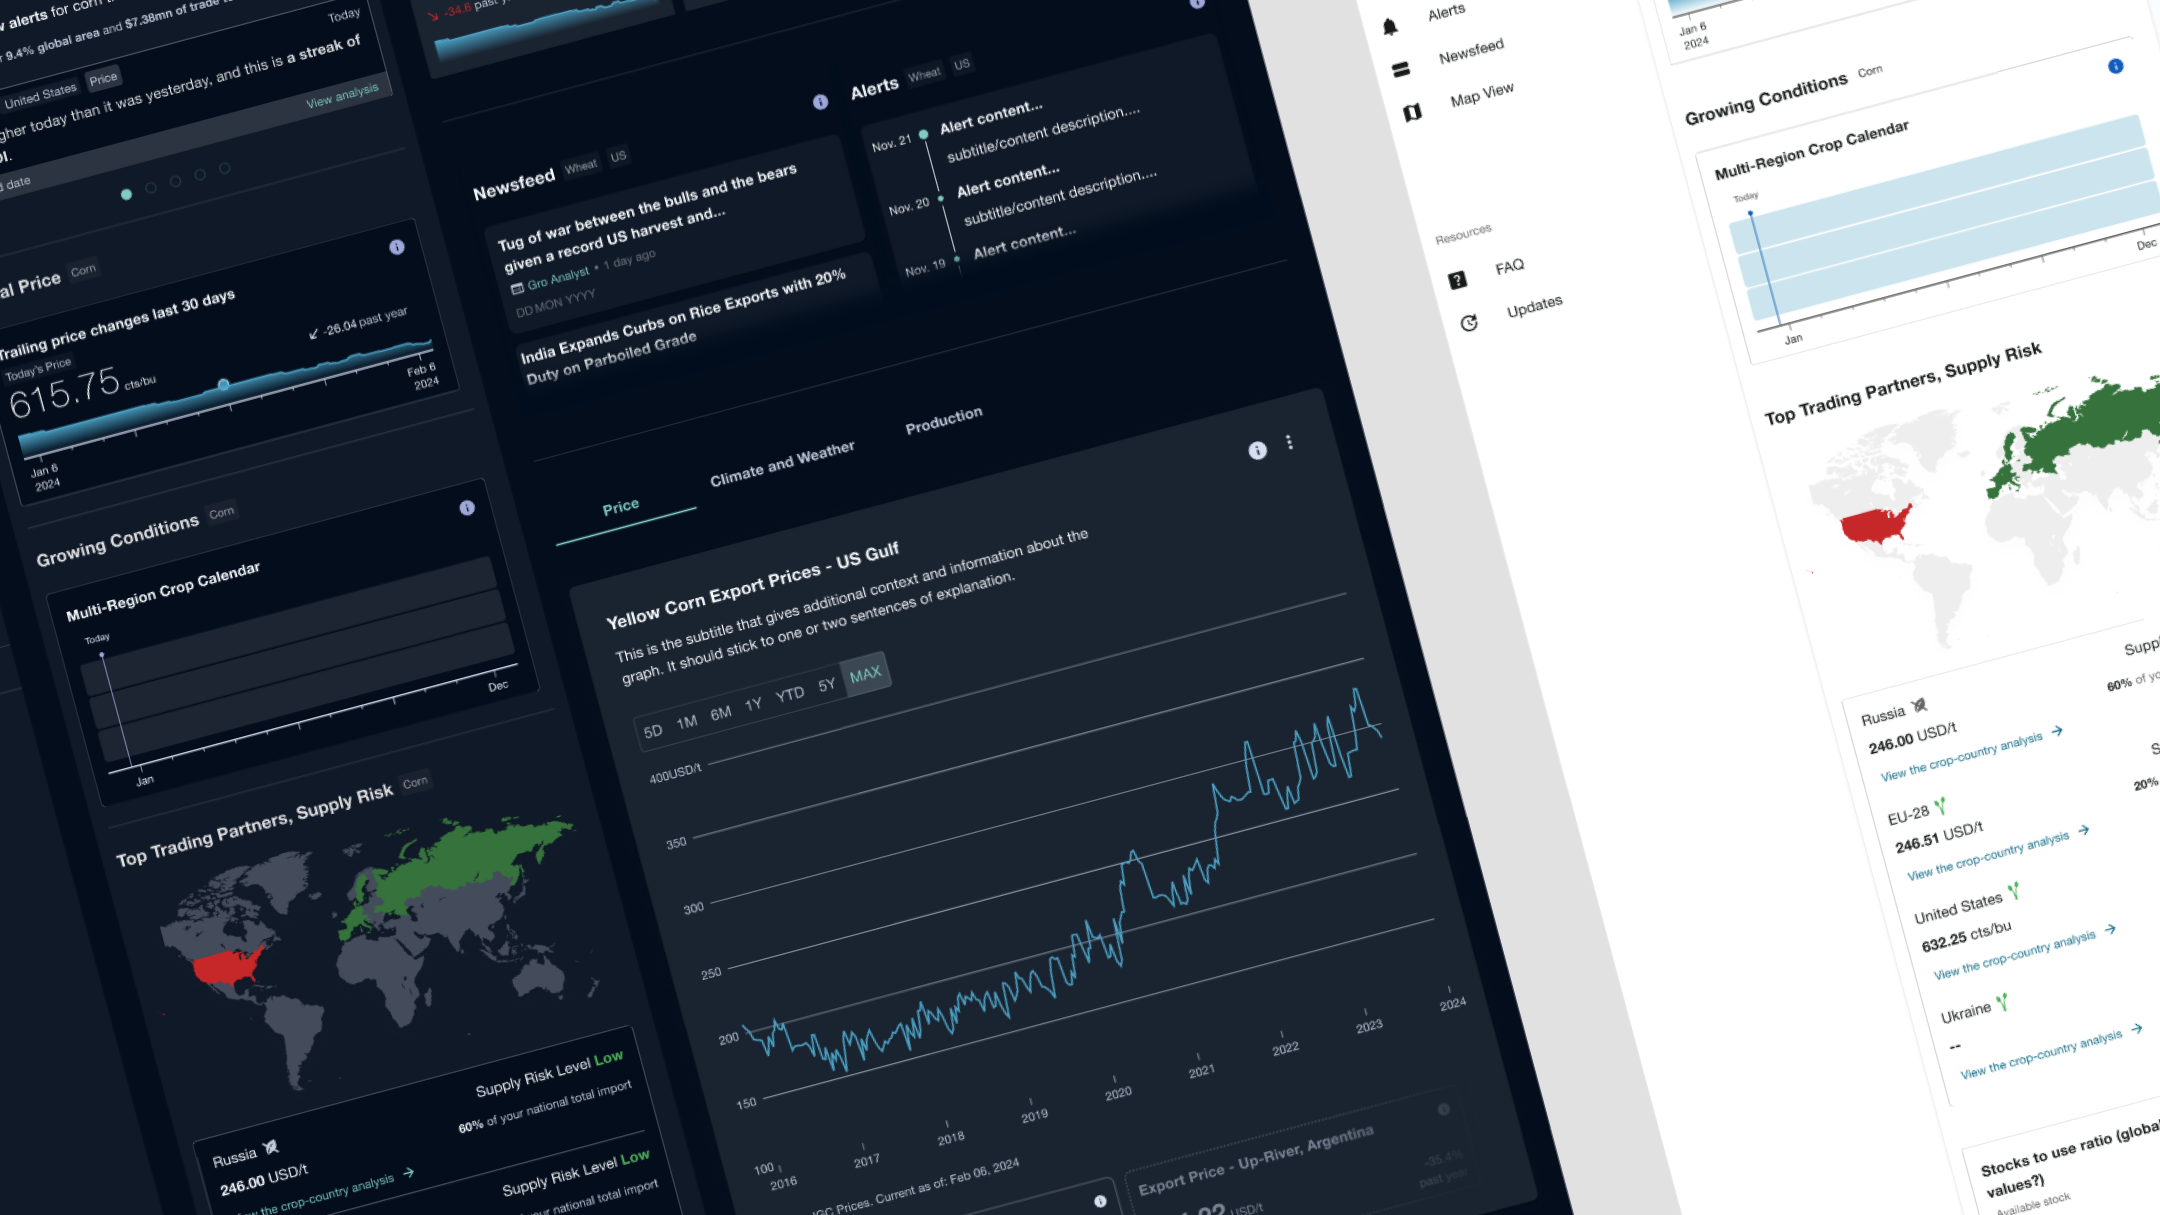 alerts for corn
9.4% global area and $7.38mn of trade
Today
United States
Price
higher today than it was yesterday, and this is a streak of
View analysis
date
Price
Corn
Trailing price changes last 30 days
Today's Price
615.75 cts/bu
-26.04 past year
Jan 6
2024
Feb 6
2024
Growing Conditions
Corn
Multi-Region Crop Calendar
Today
Jan
Dec
Top Trading Partners, Supply Risk
Corn
Supply Risk Level Low
60% of your national total import
Russia
246.00 USD/t
the crop-country analysis
Supply Risk Level Low
national total import
-34.6 past
Newsfeed
Wheat
US
Tug of war between the bulls and the bears
given a record US harvest and...
Gro Analyst • 1 day ago
DD MON YYYY
India Expands Curbs on Rice Exports with 20%
Duty on Parboiled Grade
Alerts
Wheat
US
Nov. 21
Alert content...
subtitle/content description....
Nov. 20
Alert content...
subtitle/content description....
Nov. 19
Alert content...
Price
Climate and Weather
Production
Yellow Corn Export Prices - US Gulf
This is the subtitle that gives additional context and information about the
graph. It should stick to one or two sentences of explanation.
5D 1M 6M 1Y YTD 5Y MAX
400USD/t
350
300
250
200
150
100
2016
2017
2018
2019
2020
2021
2022
2023
2024
IGC Prices. Current as of: Feb 06, 2024
Export Price - Up-River, Argentina
USD/t
-35.4%
past year
Alerts
Newsfeed
Map View
Resources
FAQ
Updates
Jan 6
2024
Growing Conditions
Corn
Multi-Region Crop Calendar
Today
Jan
Dec
Top Trading Partners, Supply Risk
60% of
Russia
246.00 USD/t
View the crop-country analysis
20%
EU-28
246.51 USD/t
View the crop-country analysis
United States
632.25 cts/bu
View the crop-country analysis
Ukraine
--
View the crop-country analysis
Stocks to use ratio (global
values?)
Available stock